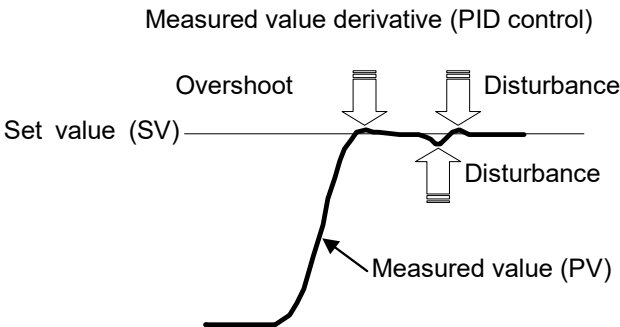 Measured value derivative (PID control)
Overshoot
Disturbance
Set value (SV)
Disturbance
Measured value (PV)